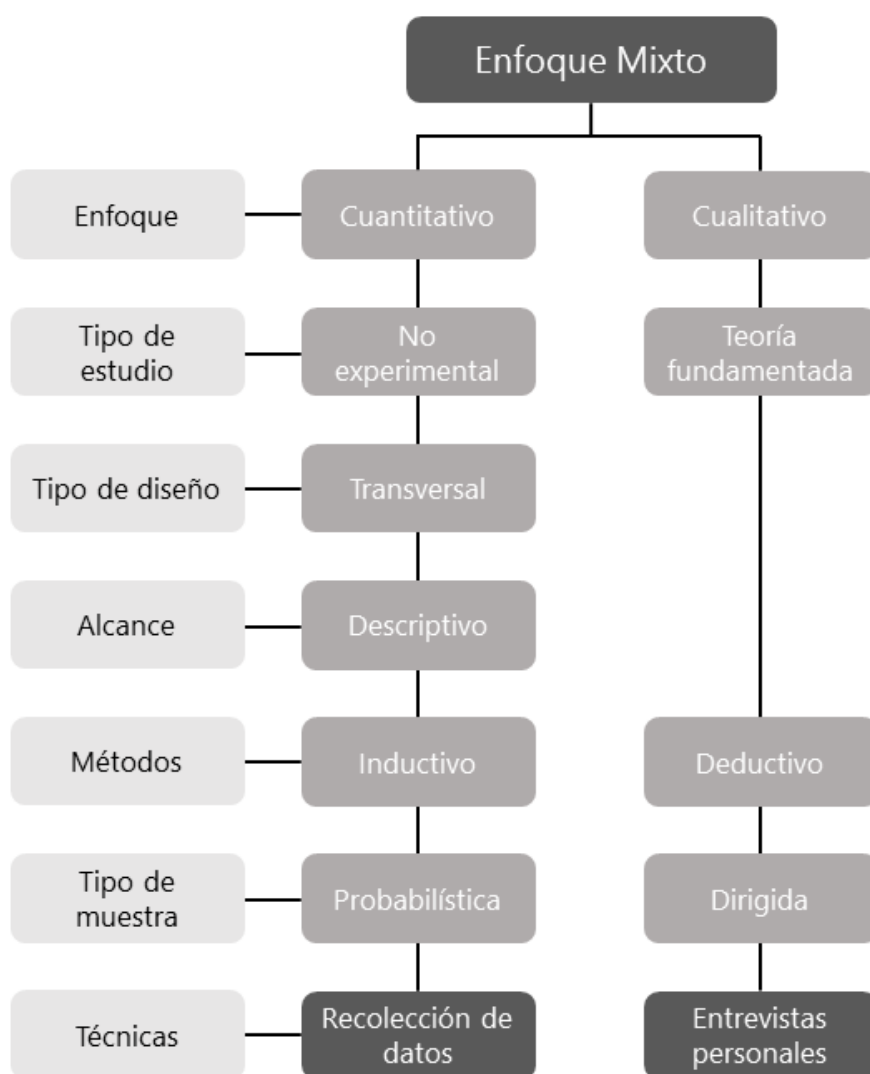 Enfoque Mixto
Enfoque
Cuantitativo
Cualitativo
Tipo de
estudio
No
experimental
Teoría
fundamentada
Tipo de diseño
Transversal
Alcance
Descriptivo
Métodos
Inductivo
Deductivo
Tipo de
muestra
Probabilística
Dirigida
Técnicas
Recolección de
datos
Entrevistas
personales